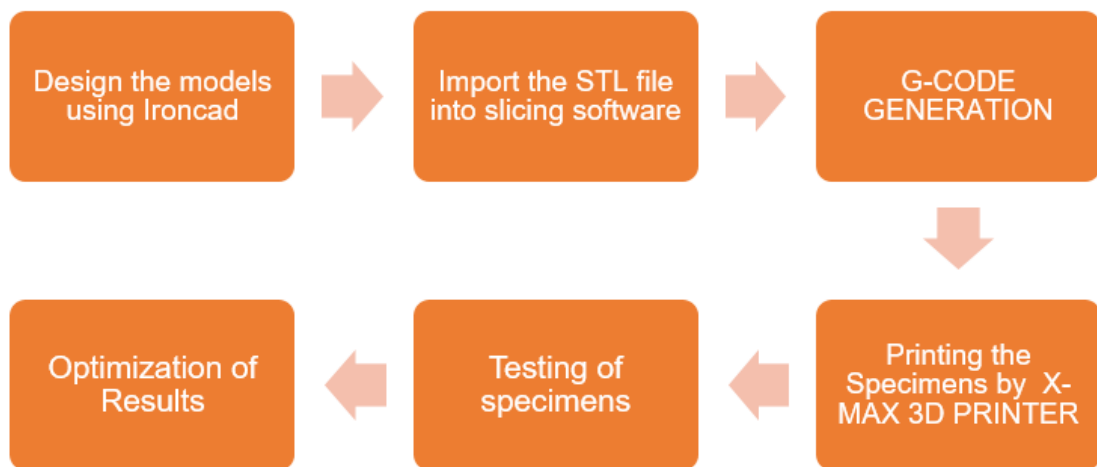 Design the models
using Ironcad
Import the STL file
into slicing software
G-CODE
GENERATION
Printing the
Specimens by  X-
MAX 3D PRINTER
Testing of
specimens
Optimization of
Results